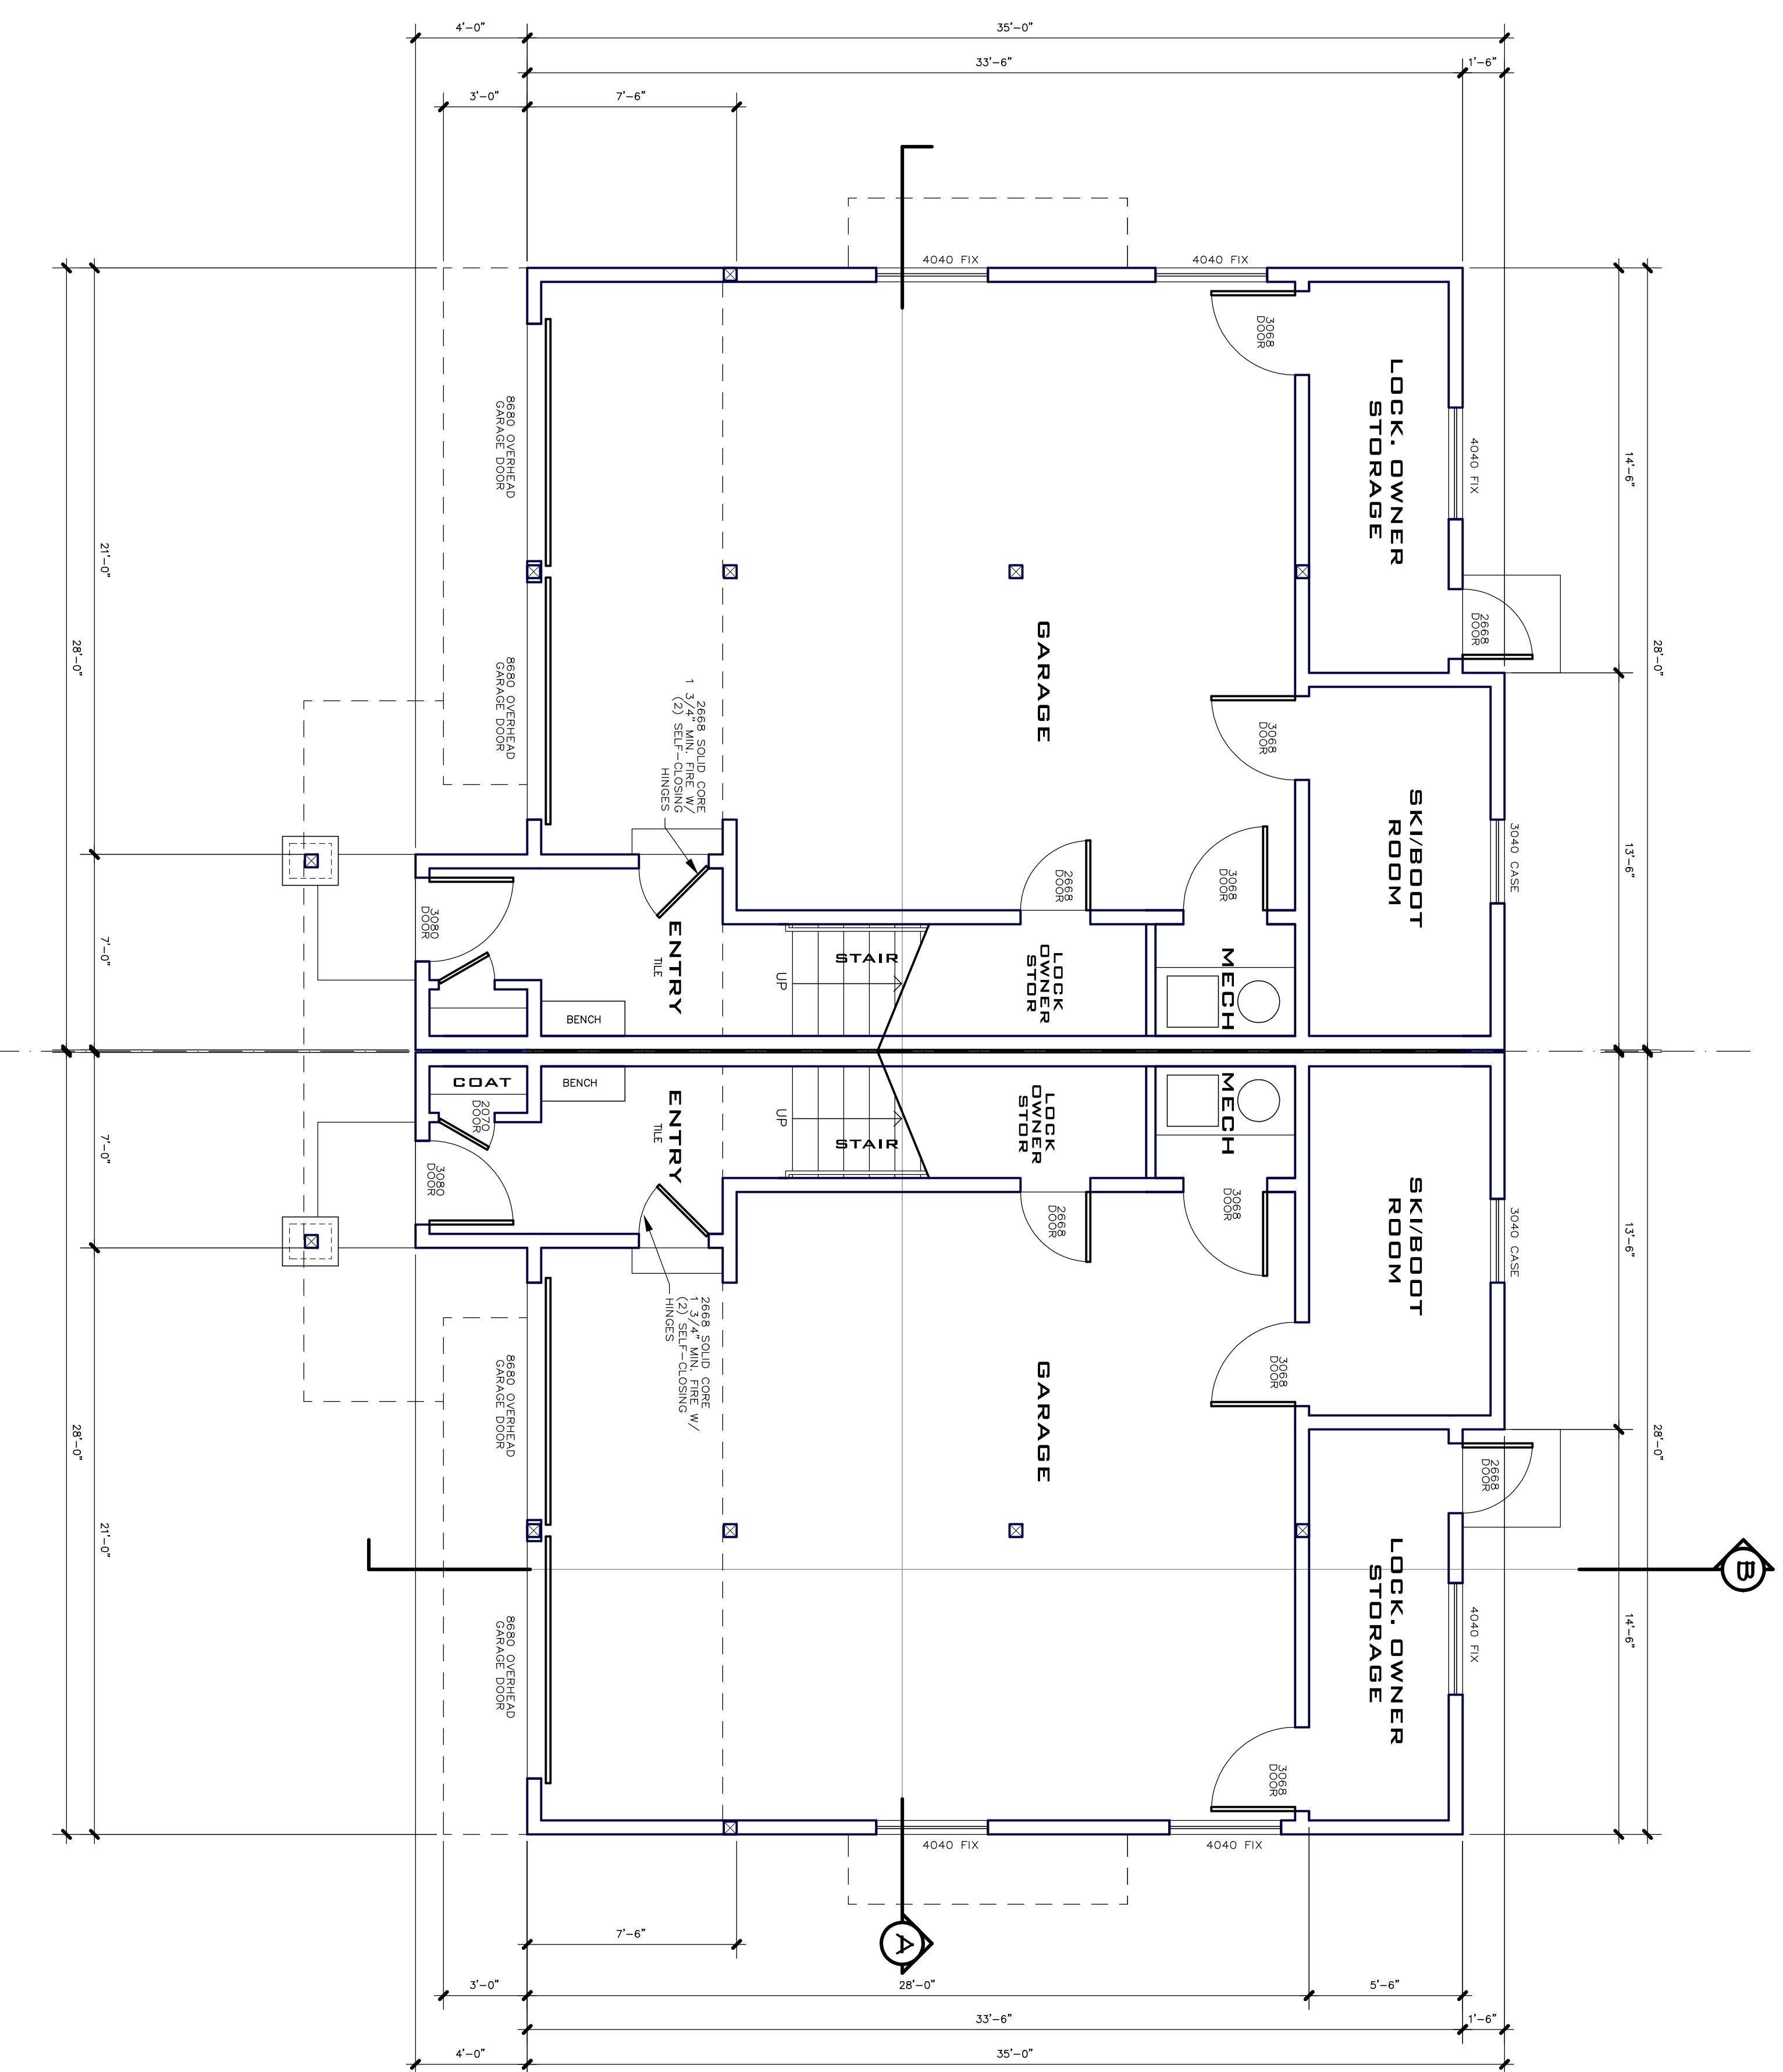 4'-0"
35'-0"
33'-6"
1'-6"
3'-0"
7'-6"
4040 FIX
4040 FIX
3068
DOOR
LOCK. OWNER
STORAGE
4040 FIX
14'-6"
28'-0"
2668
DOOR
8680 OVERHEAD
GARAGE DOOR
21'-0"
28'-0"
8680 OVERHEAD
GARAGE DOOR
GARAGE
2668 SOLID CORE
1 3/4" MIN. FIRE W/
(2) SELF-CLOSING
HINGES
3068
DOOR
SKI/BOOT
ROOM
3040 CASE
13'-6"
2668
DOOR
3068
DOOR
3080
DOOR
7'-0"
ENTRY
TILE
BENCH
STAIR
UP
LOCK
OWNER
STOR
MECH
COAT
2070
DOOR
BENCH
ENTRY
TILE
STAIR
UP
LOCK
OWNER
STOR
MECH
3080
DOOR
7'-0"
2668
DOOR
3068
DOOR
SKI/BOOT
ROOM
3040 CASE
13'-6"
2668 SOLID CORE
1 3/4" MIN. FIRE W/
(2) SELF-CLOSING
HINGES
8680 OVERHEAD
GARAGE DOOR
GARAGE
3068
DOOR
28'-0"
28'-0"
2668
DOOR
21'-0"
B
8680 OVERHEAD
GARAGE DOOR
LOCK. OWNER
STORAGE
4040 FIX
14'-6"
3068
DOOR
4040 FIX
4040 FIX
7'-6"
A
3'-0"
28'-0"
5'-6"
33'-6"
1'-6"
4'-0"
35'-0"